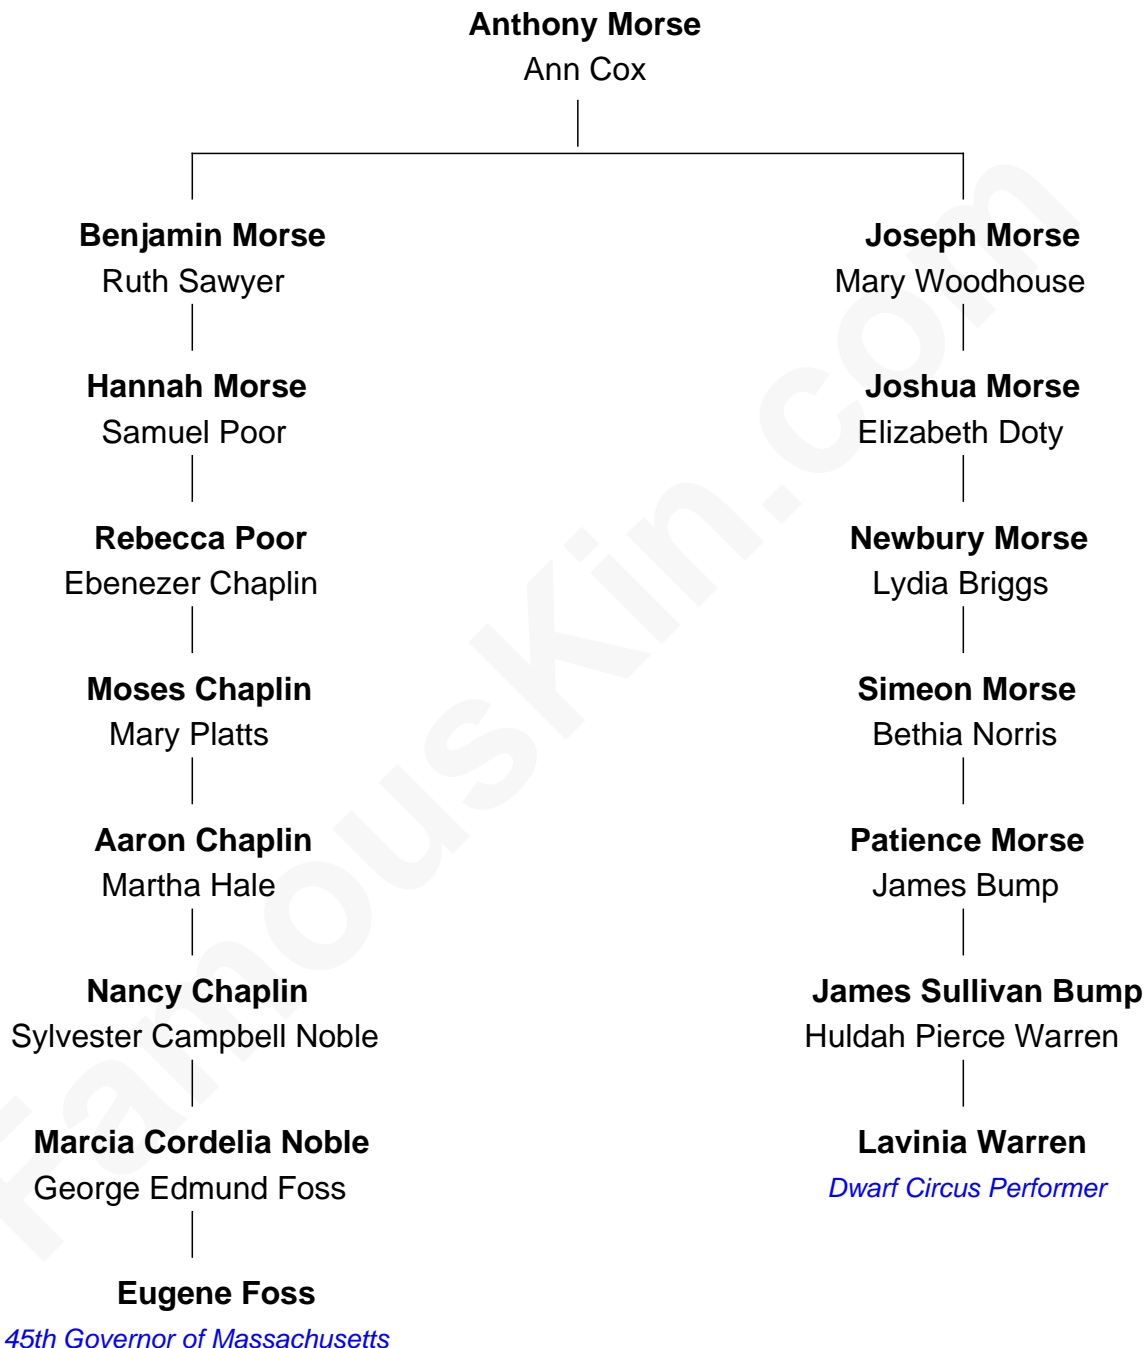 Anthony Morse
Ann Cox
Benjamin Morse
Ruth Sawyer
Joseph Morse
Mary Woodhouse
Hannah Morse
Samuel Poor
Joshua Morse
Elizabeth Doty
Rebecca Poor
Ebenezer Chaplin
Newbury Morse
Lydia Briggs
Moses Chaplin
Mary Platts
Simeon Morse
Bethia Norris
Aaron Chaplin
Martha Hale
Patience Morse
James Bump
Nancy Chaplin
Sylvester Campbell Noble
James Sullivan Bump
Huldah Pierce Warren
Marcia Cordelia Noble
George Edmund Foss
Lavinia Warren
Dwarf Circus Performer
Eugene Foss
45th Governor of Massachusetts
FamousKin.com